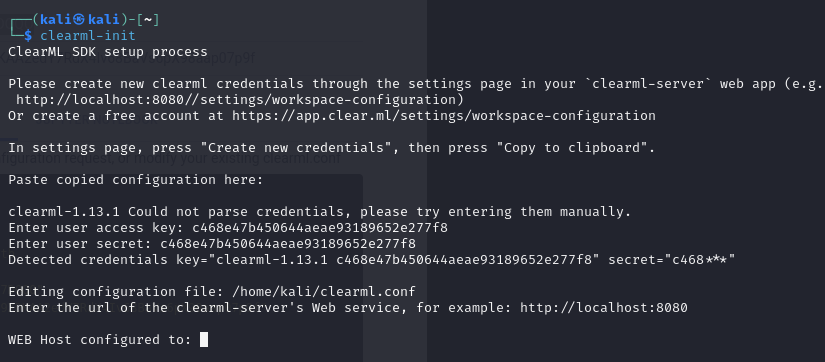 ┌──(kali㉿kali)-[~]
└─$ clearml-init
ClearML SDK setup process
Please create new clearml credentials through the settings page in your `clearml-server` web app (e.g.
http://localhost:8080//settings/workspace-configuration)
Or create a free account at https://app.clear.ml/settings/workspace-configuration
In settings page, press "Create new credentials", then press "Copy to clipboard".
Paste copied configuration here:
clearml-1.13.1 Could not parse credentials, please try entering them manually.
Enter user access key: c468e47b450644aeae93189652e277f8
Enter user secret: c468e47b450644aeae93189652e277f8
Detected credentials key="clearml-1.13.1 c468e47b450644aeae93189652e277f8" secret="c468***"
Editing configuration file: /home/kali/clearml.conf
Enter the url of the clearml-server's Web service, for example: http://localhost:8080
WEB Host configured to: